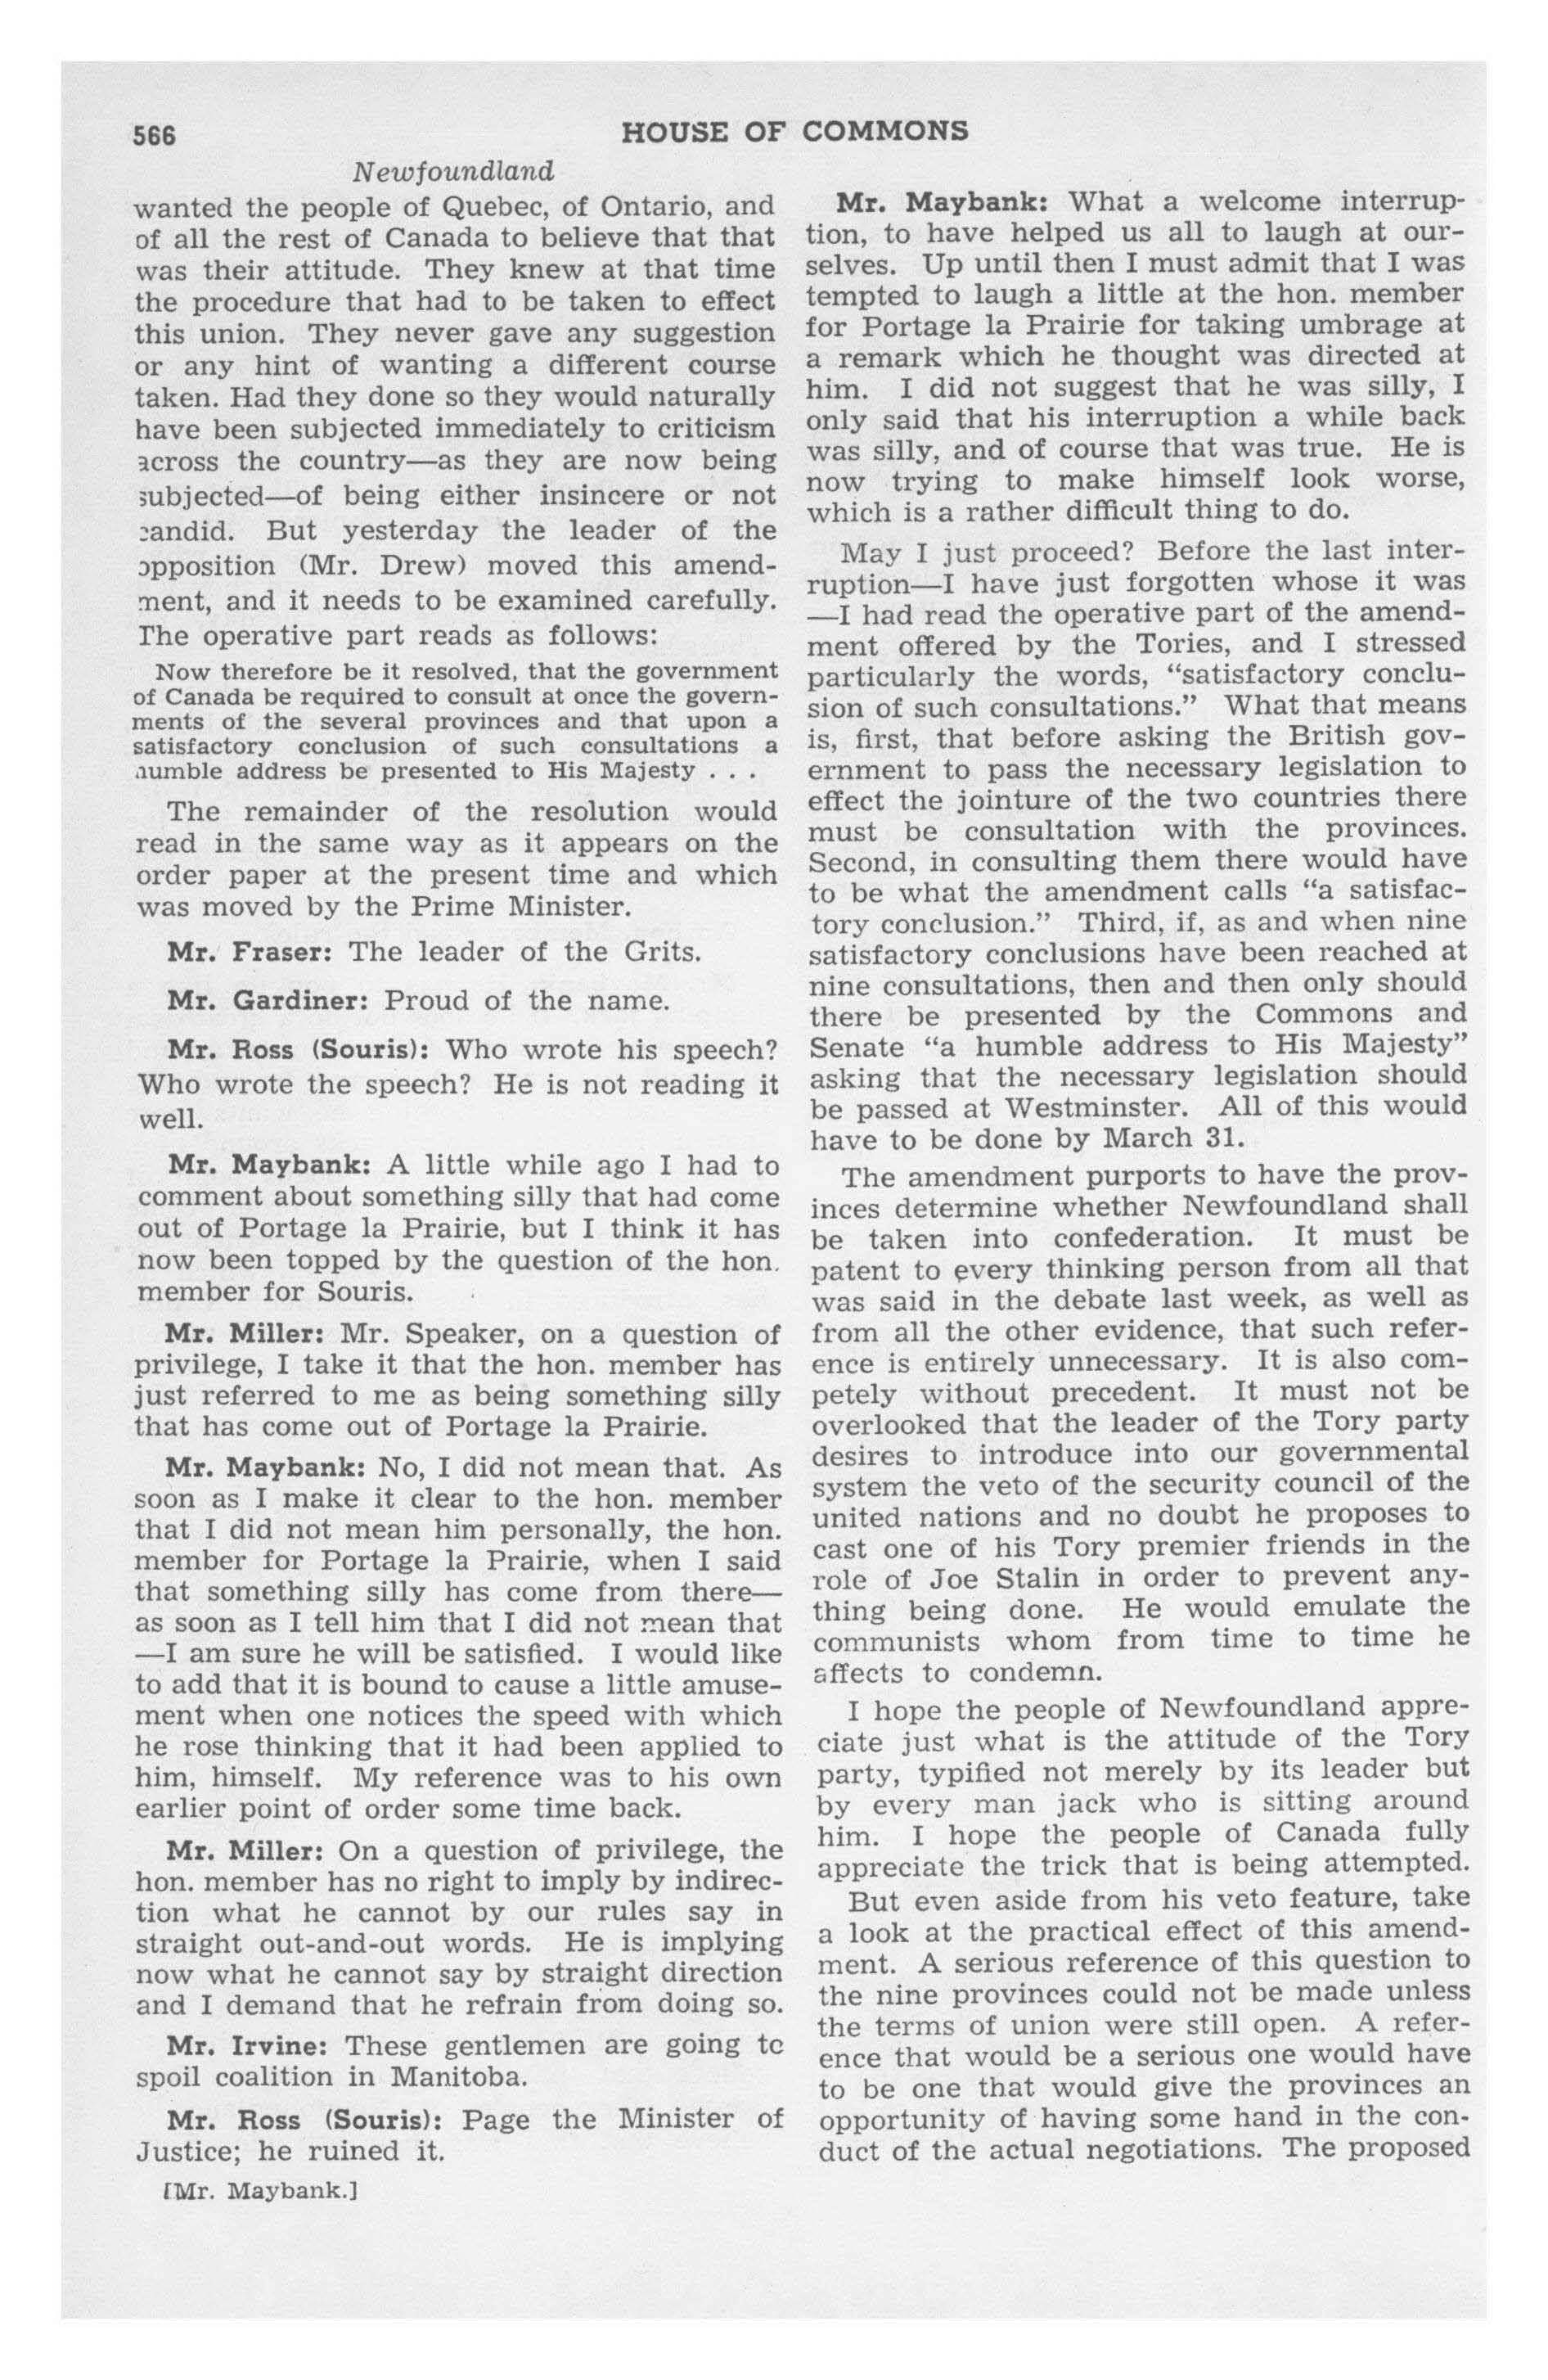 566
HOUSE OF COMMONS
Newfoundland
wanted the people of Quebec, of Ontario, and
of all the rest of Canada to believe that that
was their attitude. They knew at that time
the procedure that had to be taken to effect
this union. They never gave any suggestion
or any hint of wanting a different course
taken. Had they done so they would naturally
have been subjected immediately to criticism
across the country—as they are now being
subjected—of being either insincere or not
candid. But yesterday the leader of the
opposition (Mr. Drew) moved this amend-
ment, and it needs to be examined carefully.
The operative part reads as follows:
Now therefore be it resolved, that the government
of Canada be required to consult at once the govern-
ments of the several provinces and that upon a
satisfactory conclusion of such consultations a
humble address be presented to His Majesty . . .
The remainder of the resolution would
read in the same way as it appears on the
order paper at the present time and which
was moved by the Prime Minister.
Mr. Fraser: The leader of the Grits.
Mr. Gardiner: Proud of the name.
Mr. Ross (Souris): Who wrote his speech?
Who wrote the speech? He is not reading it
well.
Mr. Maybank: A little while ago I had to
comment about something silly that had come
out of Portage la Prairie, but I think it has
now been topped by the question of the hon.
member for Souris.
Mr. Miller: Mr. Speaker, on a question of
privilege, I take it that the hon. member has
just referred to me as being something silly
that has come out of Portage la Prairie.
Mr. Maybank: No, I did not mean that. As
soon as I make it clear to the hon. member
that I did not mean him personally, the hon.
member for Portage la Prairie, when I said
that something silly has come from there—
as soon as I tell him that I did not mean that
—I am sure he will be satisfied. I would like
to add that it is bound to cause a little amuse-
ment when one notices the speed with which
he rose thinking that it had been applied to
him, himself. My reference was to his own
earlier point of order some time back.
Mr. Miller: On a question of privilege, the
hon. member has no right to imply by indirec-
tion what he cannot by our rules say in
straight out-and-out words. He is implying
now what he cannot say by straight direction
and I demand that he refrain from doing so.
Mr. Irvine: These gentlemen are going to
spoil coalition in Manitoba.
Mr. Ross (Souris): Page the Minister of
Justice; he ruined it.
[Mr. Maybank.]
Mr. Maybank: What a welcome interrup-
tion, to have helped us all to laugh at our-
selves. Up until then I must admit that I was
tempted to laugh a little at the hon. member
for Portage la Prairie for taking umbrage at
a remark which he thought was directed at
him. I did not suggest that he was silly, I
only said that his interruption a while back
was silly, and of course that was true. He is
now trying to make himself look worse,
which is a rather difficult thing to do.
May I just proceed? Before the last inter-
ruption—I have just forgotten whose it was
—I had read the operative part of the amend-
ment offered by the Tories, and I stressed
particularly the words, “satisfactory conclu-
sion of such consultations.” What that means
is, first, that before asking the British gov-
ernment to pass the necessary legislation to
effect the jointure of the two countries there
must be consultation with the provinces.
Second, in consulting them there would have
to be what the amendment calls “a satisfac-
tory conclusion.” Third, if, as and when nine
satisfactory conclusions have been reached at
nine consultations, then and then only should
there be presented by the Commons and
Senate “a humble address to His Majesty”
asking that the necessary legislation should
be passed at Westminster. All of this would
have to be done by March 31.
The amendment purports to have the prov-
inces determine whether Newfoundland shall
be taken into confederation. It must be
patent to every thinking person from all that
was said in the debate last week, as well as
from all the other evidence, that such refer-
ence is entirely unnecessary. It is also com-
petely without precedent. It must not be
overlooked that the leader of the Tory party
desires to introduce into our governmental
system the veto of the security council of the
united nations and no doubt he proposes to
cast one of his Tory premier friends in the
role of Joe Stalin in order to prevent any-
thing being done. He would emulate the
communists whom from time to time he
affects to condemn.
I hope the people of Newfoundland appre-
ciate just what is the attitude of the Tory
party, typified not merely by its leader but
by every man jack who is sitting around
him. I hope the people of Canada fully
appreciate the trick that is being attempted.
But even aside from his veto feature, take
a look at the practical effect of this amend-
ment. A serious reference of this question to
the nine provinces could not be made unless
the terms of union were still open. A refer-
ence that would be a serious one would have
to be one that would give the provinces an
opportunity of having some hand in the con-
duct of the actual negotiations. The proposed